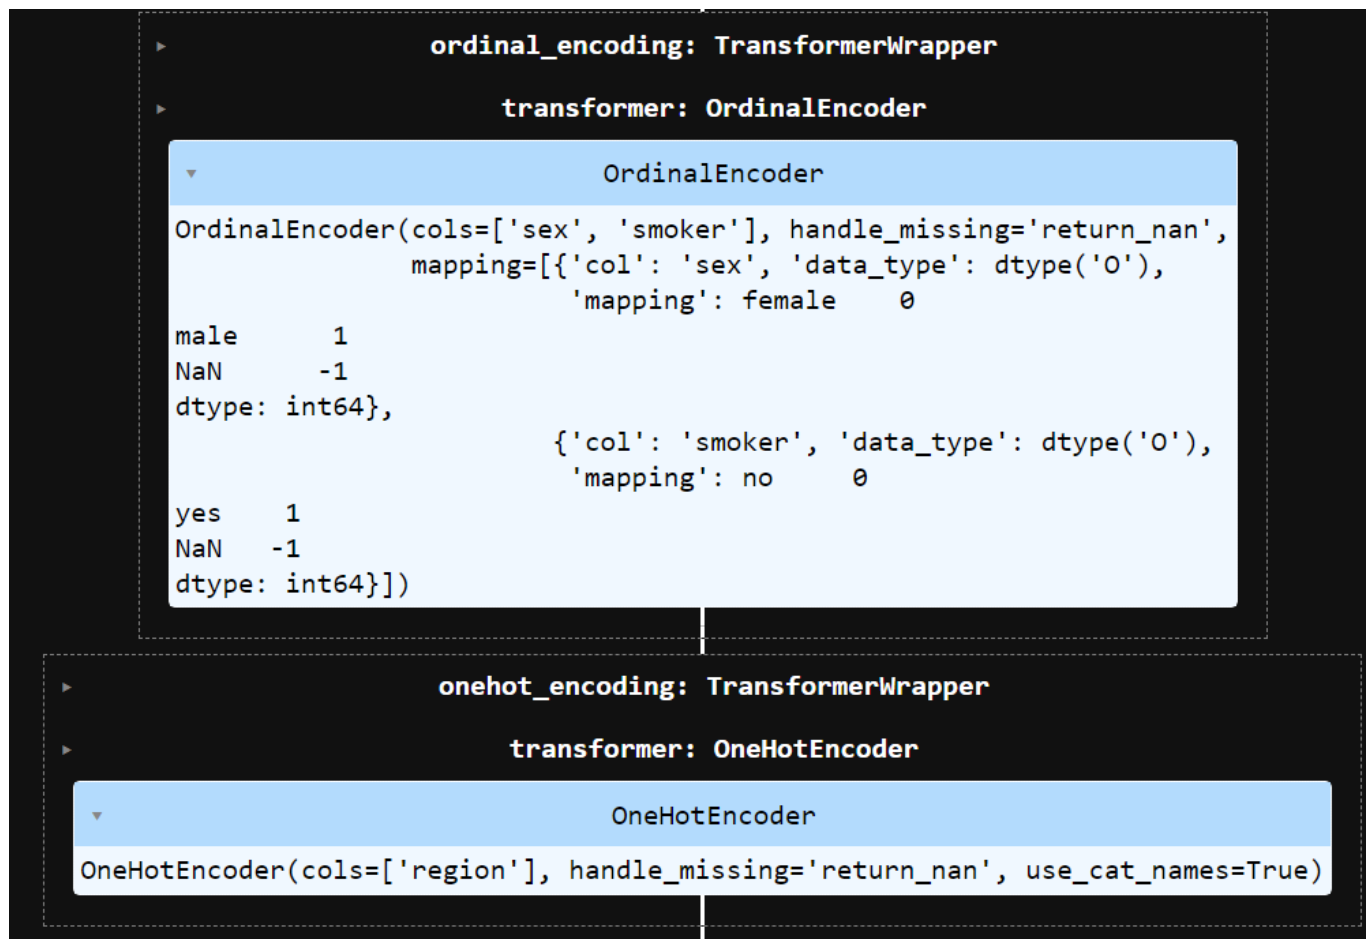 ordinal_encoding: TransformerWrapper
transformer: OrdinalEncoder
OrdinalEncoder
OrdinalEncoder(cols=['sex', 'smoker'], handle_missing='return_nan',
mapping=[{'col': 'sex', 'data_type': dtype('O'),
'mapping': female    0
male      1
NaN      -1
dtype: int64},
{'col': 'smoker', 'data_type': dtype('O'),
'mapping': no     0
yes    1
NaN   -1
dtype: int64}])
onehot_encoding: TransformerWrapper
transformer: OneHotEncoder
OneHotEncoder
OneHotEncoder(cols=['region'], handle_missing='return_nan', use_cat_names=True)